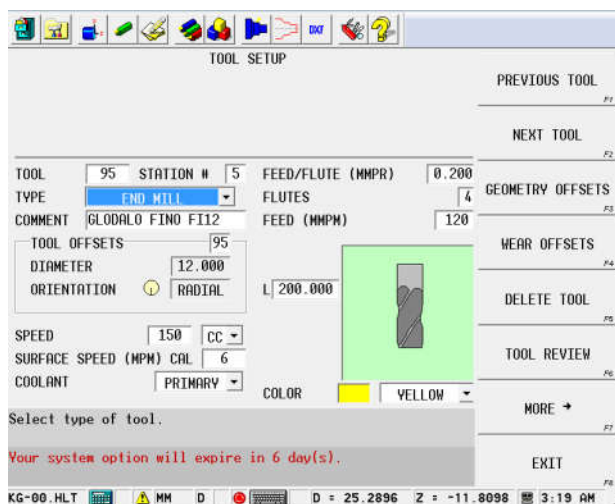 DXF
TOOL SETUP
PREVIOUS TOOL
F1
NEXT TOOL
F2
TOOL 95 STATION # 5 FEED/FLUTE (MMPR) 0.200
GEOMETRY OFFSETS
F3
TYPE END MILL FLUTES 4
COMMENT GLODALO FINO FI12 FEED (MMPM) 120
WEAR OFFSETS
F4
TOOL OFFSETS 95
DIAMETER 12.000
ORIENTATION RADIAL L 200.000
DELETE TOOL
F5
SPEED 150 CC
SURFACE SPEED (MPM) CAL 6
TOOL REVIEW
F6
COOLANT PRIMARY COLOR YELLOW
MORE →
F7
Select type of tool.
Your system option will expire in 6 day(s).
EXIT
KG-00.HLT MM D D = 25.2896 Z = -11.8098 3:19 AM